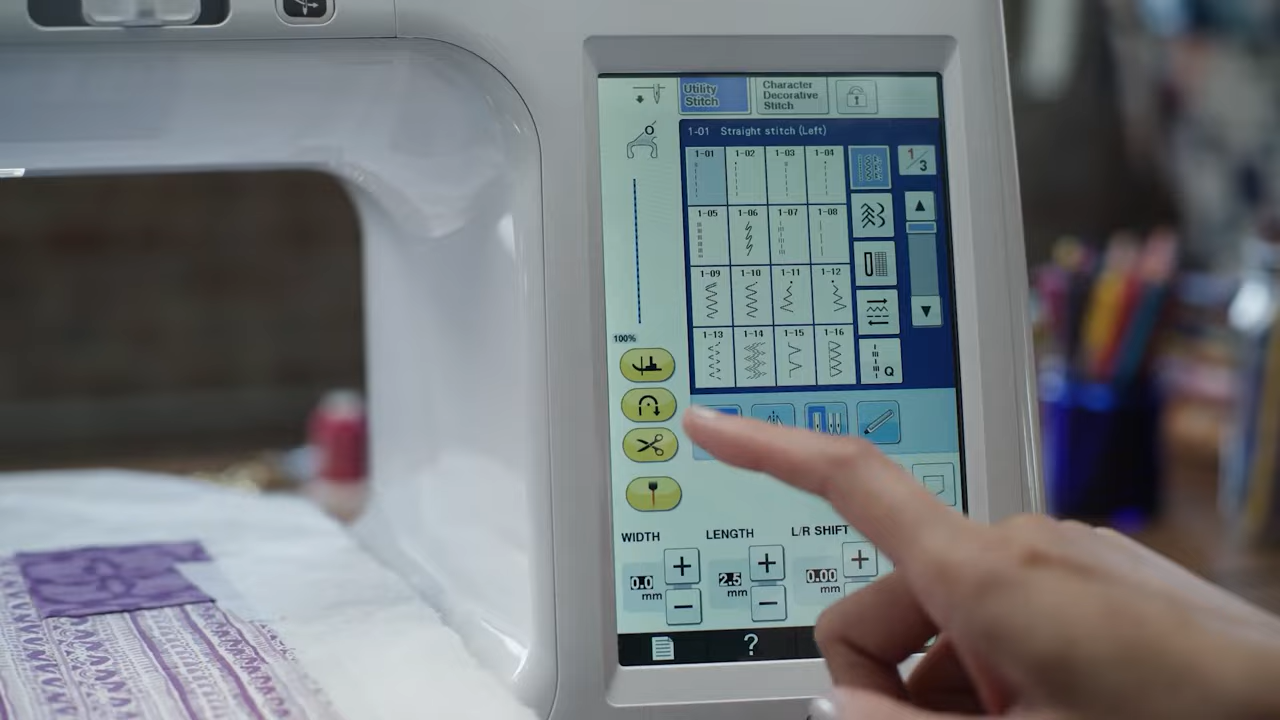 Utility
Stitch
Character
Decorative
Stitch
1-01 Straight stitch (Left)
1-01 1-02 1-03 1-04
1/3
1-05 1-06 1-07 1-08
1-09 1-10 1-11 1-12
1-13 1-14 1-15 1-16
Q
100%
WIDTH LENGTH L/R SHIFT
+ + +
0.0 mm 2.5 mm 0.00 mm
− −
?